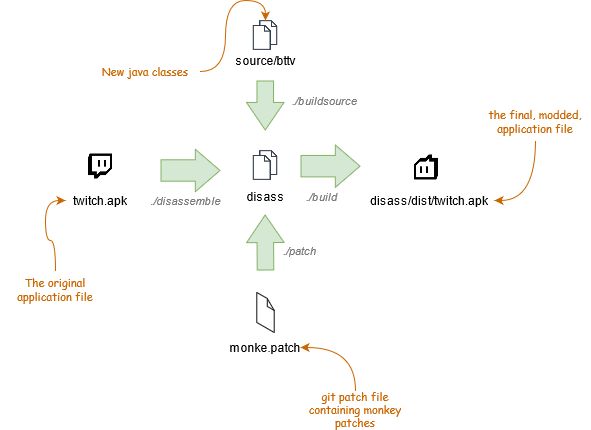 source/bttv
New java classes
./buildsource
the final, modded,
application file
twitch.apk
./disassemble
disass
./build
disass/dist/twitch.apk
./patch
The original
application file
monke.patch
git patch file
containing monkey
patches